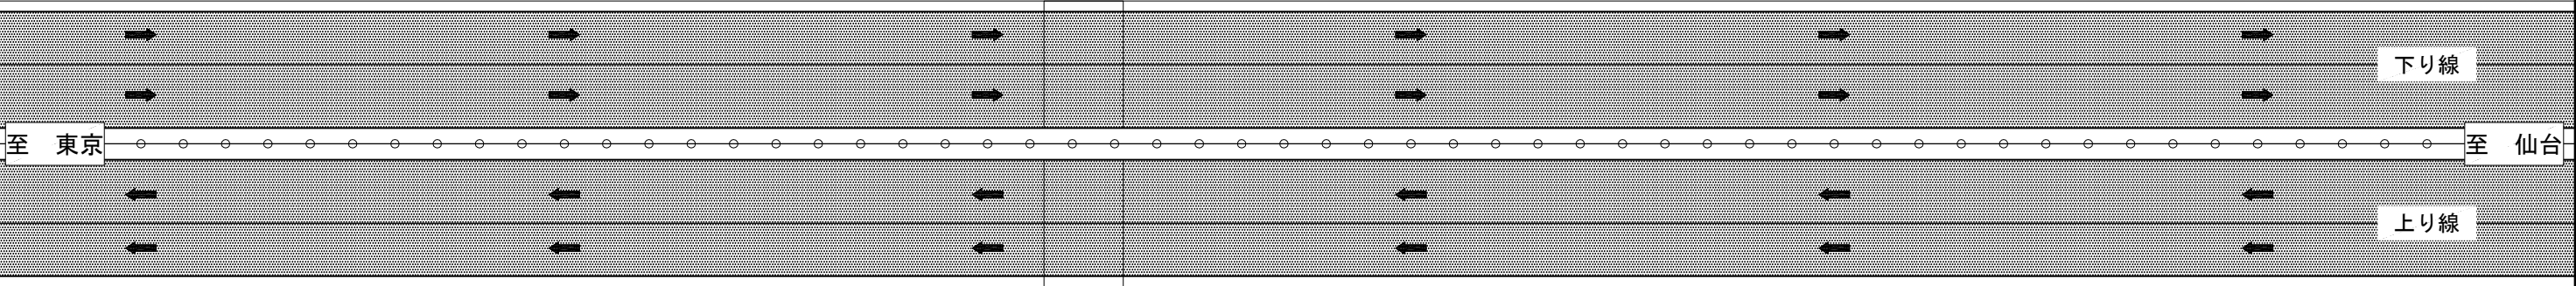 下り線
至　東京
至　仙台
上り線